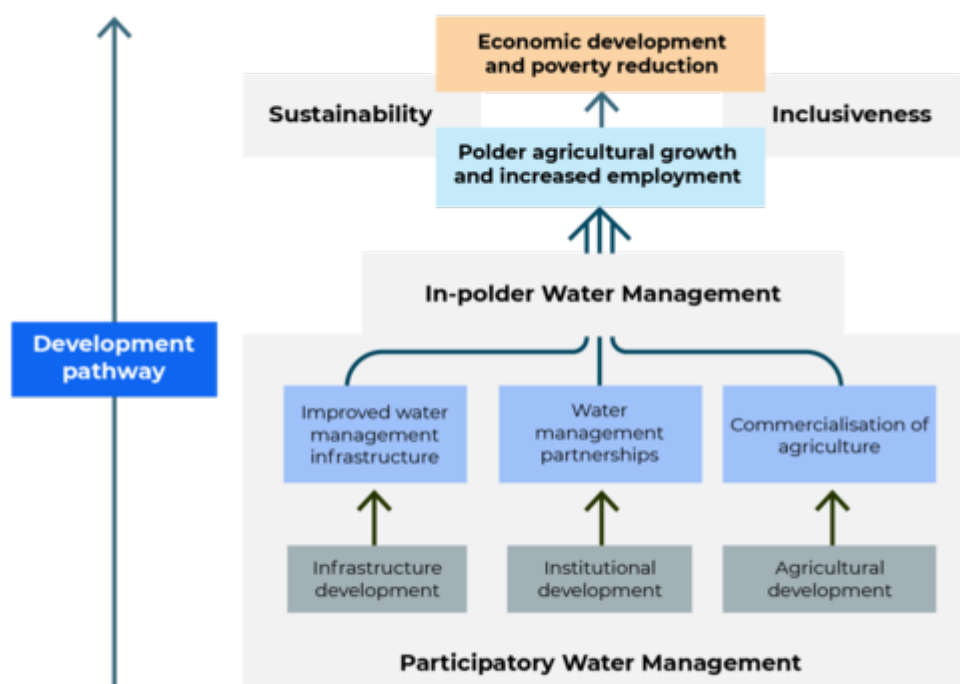 Economic development
and poverty reduction
Sustainability
Inclusiveness
Polder agricultural growth
and increased employment
In-polder Water Management
Development
pathway
Improved water
management
infrastructure
Water
management
partnerships
Commercialisation of
agriculture
Infrastructure
development
Institutional
development
Agricultural
development
Participatory Water Management